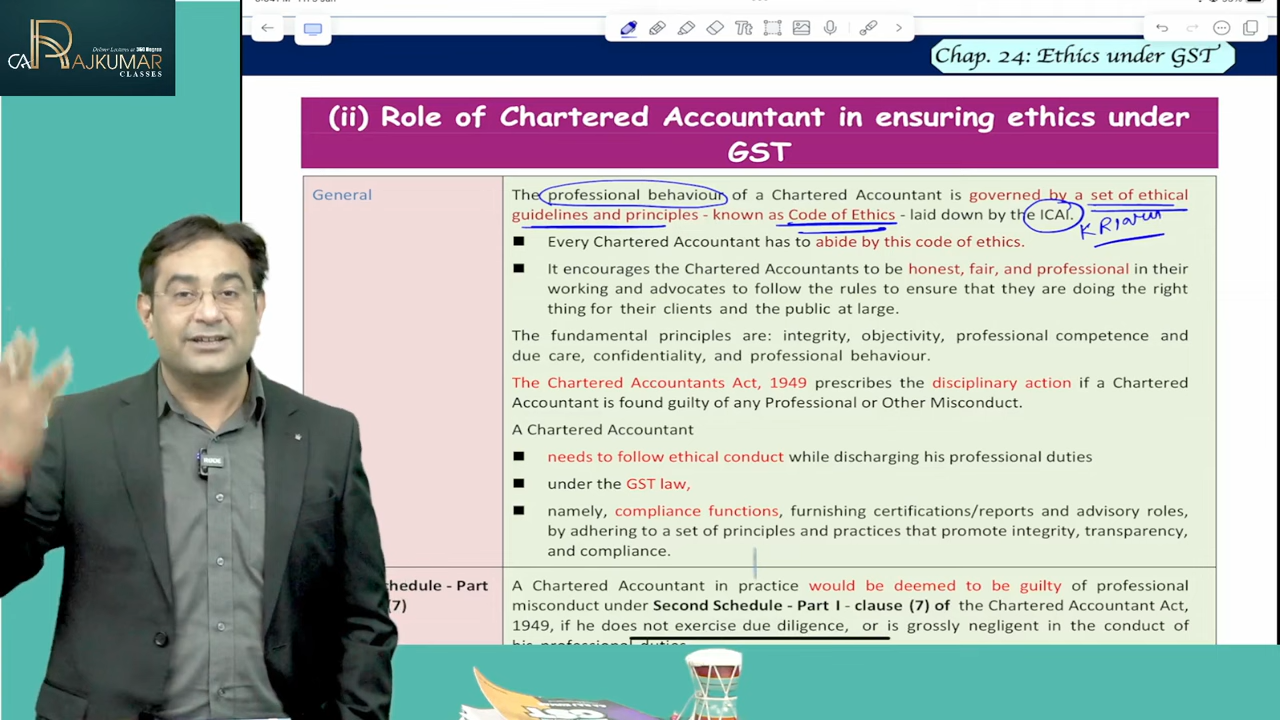 Deliver Lectures at 360 Degree
CA RAJKUMAR
CLASSES
Chap. 24: Ethics under GST
(ii) Role of Chartered Accountant in ensuring ethics under
GST
General
The professional behaviour of a Chartered Accountant is governed by a set of ethical
guidelines and principles - known as Code of Ethics - laid down by the ICAI.
■ Every Chartered Accountant has to abide by this code of ethics.
■ It encourages the Chartered Accountants to be honest, fair, and professional in their
working and advocates to follow the rules to ensure that they are doing the right
thing for their clients and the public at large.
The fundamental principles are: integrity, objectivity, professional competence and
due care, confidentiality, and professional behaviour.
The Chartered Accountants Act, 1949 prescribes the disciplinary action if a Chartered
Accountant is found guilty of any Professional or Other Misconduct.
A Chartered Accountant
■ needs to follow ethical conduct while discharging his professional duties
■ under the GST law,
■ namely, compliance functions, furnishing certifications/reports and advisory roles,
by adhering to a set of principles and practices that promote integrity, transparency,
and compliance.
chedule - Part
(7)
A Chartered Accountant in practice would be deemed to be guilty of professional
misconduct under Second Schedule - Part I - clause (7) of the Chartered Accountant Act,
1949, if he does not exercise due diligence, or is grossly negligent in the conduct of
his professional duties